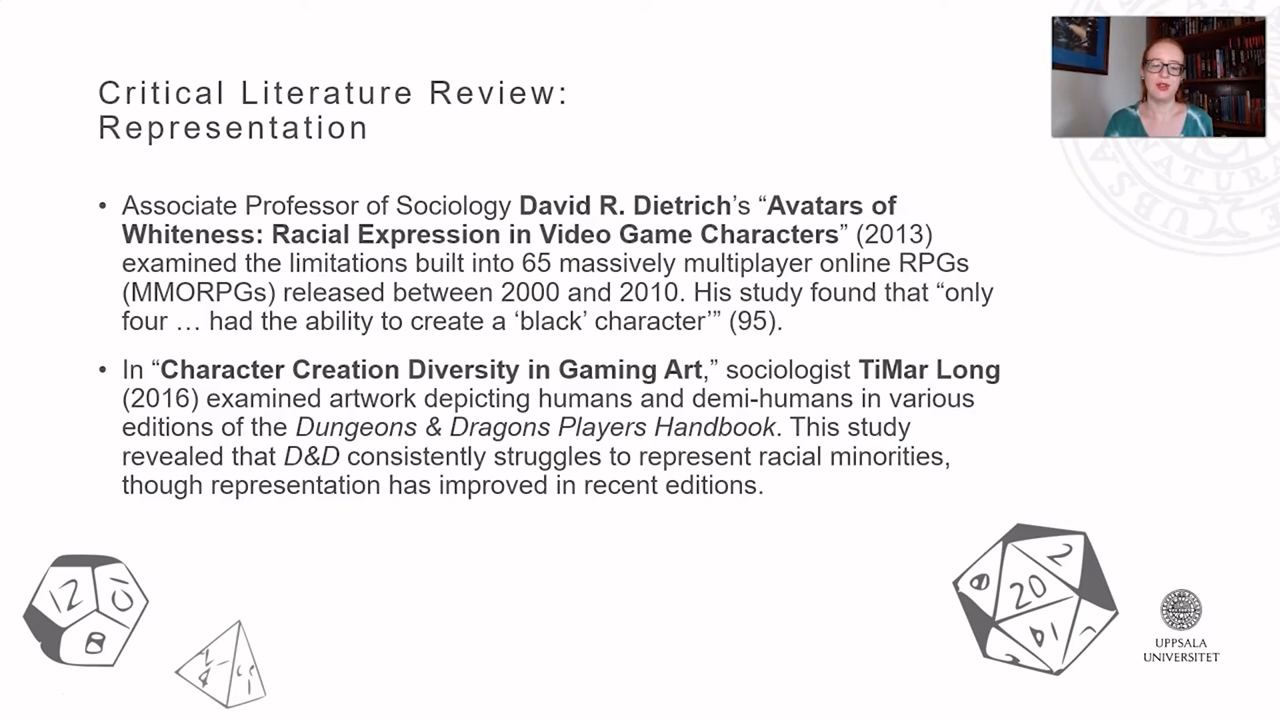 Critical Literature Review:
Representation
• Associate Professor of Sociology David R. Dietrich’s “Avatars of
Whiteness: Racial Expression in Video Game Characters” (2013)
examined the limitations built into 65 massively multiplayer online RPGs
(MMORPGs) released between 2000 and 2010. His study found that “only
four … had the ability to create a ‘black’ character’” (95).
• In “Character Creation Diversity in Gaming Art,” sociologist TiMar Long
(2016) examined artwork depicting humans and demi-humans in various
editions of the Dungeons & Dragons Players Handbook. This study
revealed that D&D consistently struggles to represent racial minorities,
though representation has improved in recent editions.
12
8
4
1
2
20
UPPSALA
UNIVERSITET